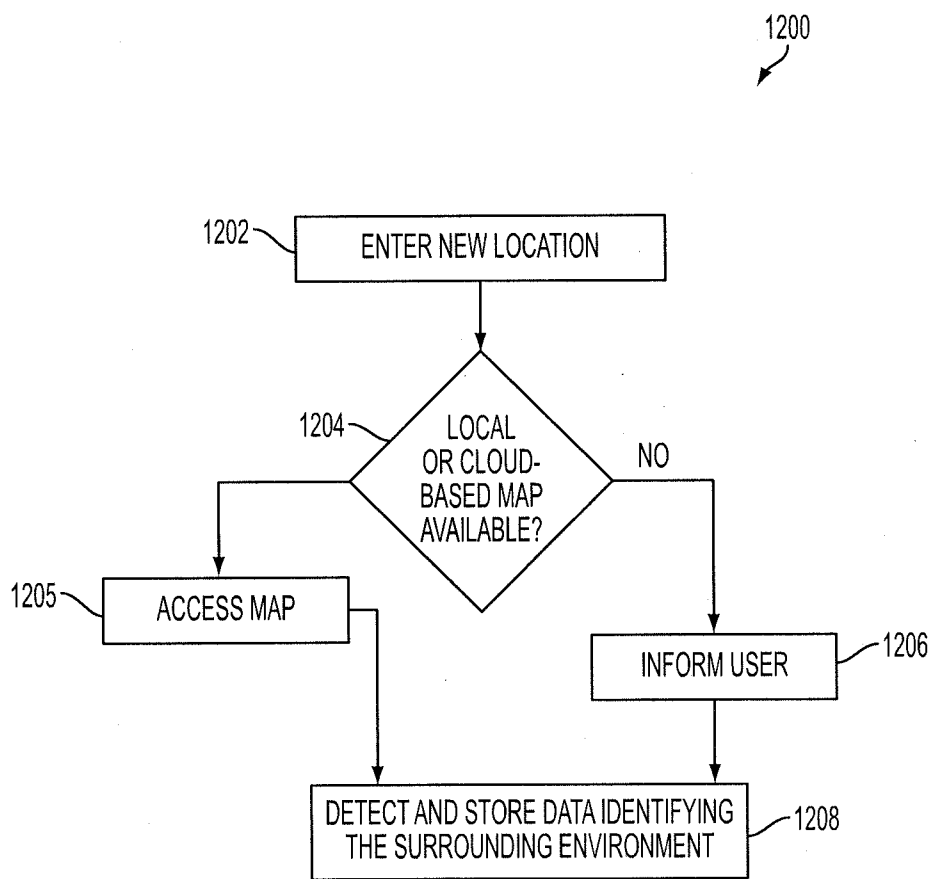 1200
1202
ENTER NEW LOCATION
1204
LOCAL
OR CLOUD-
BASED MAP
AVAILABLE?
NO
1205
ACCESS MAP
INFORM USER
1206
DETECT AND STORE DATA IDENTIFYING
THE SURROUNDING ENVIRONMENT
1208